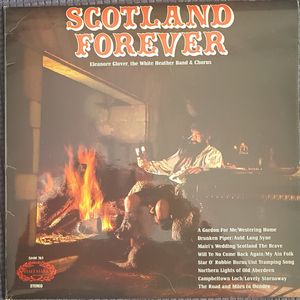 SCOTLAND
FOREVER
Eleanore Glover, the White Heather Band & Chorus
A Gordon For Me/Westering Home
Drunken Piper/Auld Lang Syne
Mairi's Wedding/Scotland The Brave
Will Ye No Come Back Again/My Ain Folk
Star O' Robbie Burns/Uist Tramping Song
Northern Lights of Old Aberdeen
Campbeltown Loch/Lovely Stornoway
The Road and Miles to Dundee
HALLMARK
STEREO